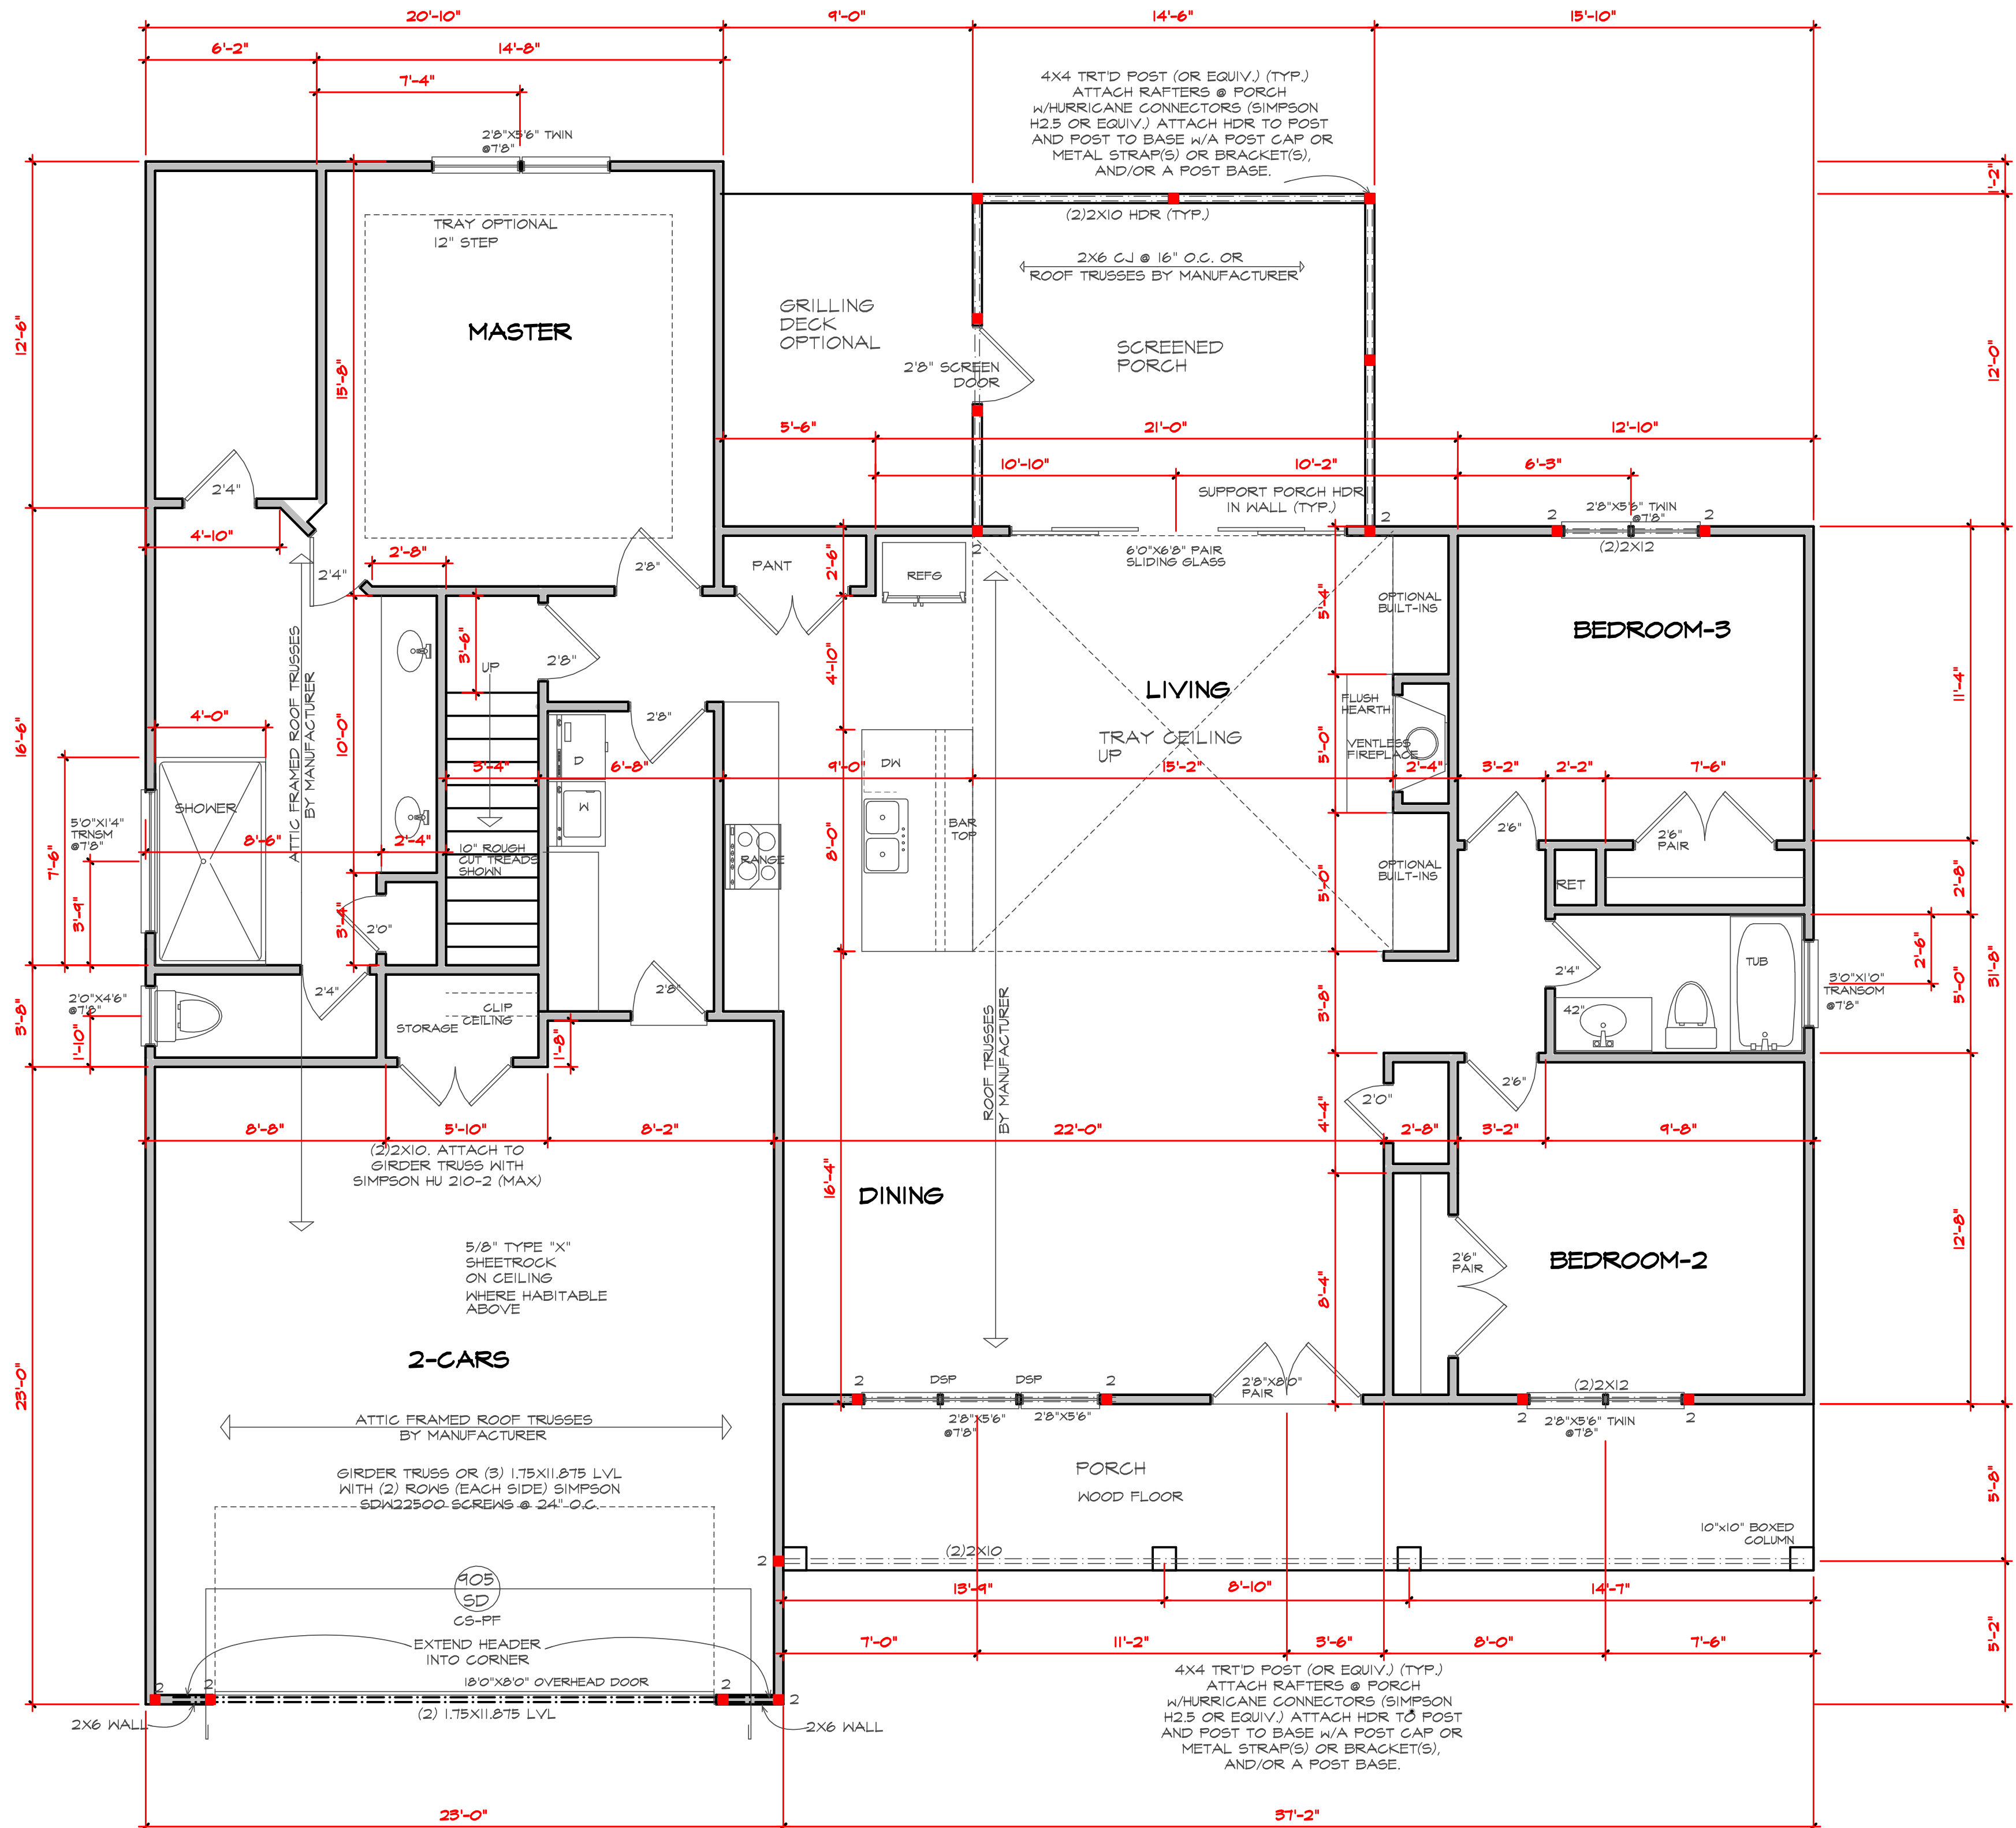 20'-10"
9'-0"
14'-6"
15'-10"
6'-2"
14'-8"
7'-4"
4X4 TRT'D POST (OR EQUIV.) (TYP.)
ATTACH RAFTERS @ PORCH
W/HURRICANE CONNECTORS (SIMPSON
H2.5 OR EQUIV.) ATTACH HDR TO POST
AND POST TO BASE W/A POST CAP OR
METAL STRAP(S) OR BRACKET(S),
AND/OR A POST BASE.
2'8"X5'6" TWIN
@7'8"
1'-2"
TRAY OPTIONAL
12" STEP
(2)2X10 HDR (TYP.)
2X6 CJ @ 16" O.C. OR
ROOF TRUSSES BY MANUFACTURER
12'-6"
MASTER
15'-8"
GRILLING
DECK
OPTIONAL
SCREENED
PORCH
2'8" SCREEN
DOOR
12'-0"
5'-6"
21'-0"
12'-10"
10'-10"
10'-2"
6'-3"
2'4"
SUPPORT PORCH HDR
IN WALL (TYP.)
2
2'8"X5'6" TWIN
@7'8"
2
2
(2)2X12
4'-10"
2'-8"
2'4"
2'8"
PANT
2'-6"
REFG
2
6'0"X6'8" PAIR
SLIDING GLASS
OPTIONAL
BUILT-INS
5'-4"
BEDROOM-3
ATTIC FRAMED ROOF TRUSSES
BY MANUFACTURER
3'-6"
UP
2'8"
4'-10"
LIVING
TRAY CEILING
UP
FLUSH
HEARTH
11'-4"
16'-6"
4'-0"
10'-0"
2'8"
D
DW
5'-0"
VENTLESS
FIREPLACE
3'-4"
6'-8"
9'-0"
15'-2"
2'-4"
3'-2"
2'-2"
7'-6"
SHOWER
W
5'0"X1'4"
TRNSM
@7'8"
7'-6"
8'-6"
2'-4"
10" ROUGH
CUT TREADS
SHOWN
RANGE
8'-0"
BAR
TOP
2'6"
2'6"
PAIR
OPTIONAL
BUILT-INS
5'-0"
RET
2'-8"
3'-9"
3'-4"
2'0"
2'-6"
31'-8"
5'-0"
2'4"
TUB
3'0"X1'0"
TRANSOM
@7'8"
2'0"X4'6"
@7'8"
2'4"
2'8"
CLIP
CEILING
STORAGE
42"
3'-8"
1'-10"
1'-8"
3'-8"
ROOF TRUSSES
BY MANUFACTURER
2'6"
2'0"
4'-4"
8'-8"
5'-10"
8'-2"
22'-0"
2'-8"
3'-2"
9'-8"
(2)2X10. ATTACH TO
GIRDER TRUSS WITH
SIMPSON HU 210-2 (MAX)
16'-4"
DINING
12'-8"
5/8" TYPE "X"
SHEETROCK
ON CEILING
WHERE HABITABLE
ABOVE
2'6"
PAIR
BEDROOM-2
8'-4"
2-CARS
23'-0"
2
DSP
DSP
2
2'8"X8'0"
PAIR
(2)2X12
2'8"X5'6"
@7'8"
2'8"X5'6"
2
2'8"X5'6" TWIN
@7'8"
2
ATTIC FRAMED ROOF TRUSSES
BY MANUFACTURER
GIRDER TRUSS OR (3) 1.75X11.875 LVL
WITH (2) ROWS (EACH SIDE) SIMPSON
SDW22500 SCREWS @ 24" O.C.
PORCH
WOOD FLOOR
5'-8"
10"x10" BOXED
COLUMN
2
(2)2X10
905
SD
CS-PF
13'-9"
8'-10"
14'-7"
EXTEND HEADER
INTO CORNER
7'-0"
11'-2"
3'-6"
8'-0"
7'-6"
5'-2"
18'0"X8'0" OVERHEAD DOOR
2
2
2
2
(2) 1.75X11.875 LVL
2X6 WALL
2X6 WALL
4X4 TRT'D POST (OR EQUIV.) (TYP.)
ATTACH RAFTERS @ PORCH
W/HURRICANE CONNECTORS (SIMPSON
H2.5 OR EQUIV.) ATTACH HDR TO POST
AND POST TO BASE W/A POST CAP OR
METAL STRAP(S) OR BRACKET(S),
AND/OR A POST BASE.
23'-0"
37'-2"